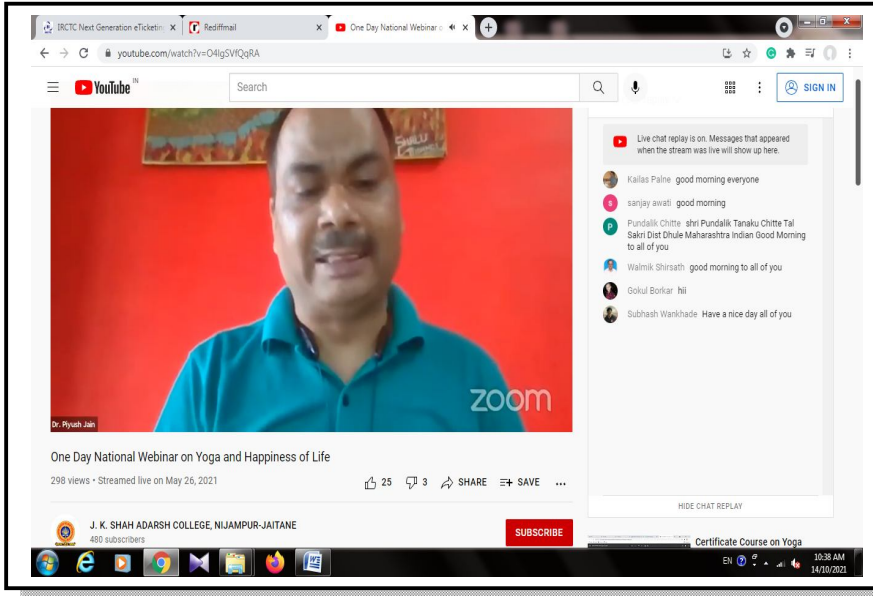 IRCTC Next Generation eTicketing
Rediffmail
One Day National Webinar o
youtube.com/watch?v=O4lgSVfQqRA
YouTube IN
Search
SIGN IN
SHILU
Live chat replay is on. Messages that appeared
when the stream was live will show up here.
Kailas Palne good morning everyone
s sanjay awati good morning
P Pundalik Chitte shri Pundalik Tanaku Chitte Tal
Sakri Dist Dhule Maharashtra Indian Good Morning
to all of you
Walmik Shirsath good morning to all of you
Gokul Borkar hii
Subhash Wankhade Have a nice day all of you
zoom
Dr. Piyush Jain
One Day National Webinar on Yoga and Happiness of Life
298 views • Streamed live on May 26, 2021
25 3 SHARE SAVE ...
HIDE CHAT REPLAY
J. K. SHAH ADARSH COLLEGE, NIJAMPUR-JAITANE
480 subscribers
SUBSCRIBE
Certificate Course on Yoga
EN
10:38 AM
14/10/2021